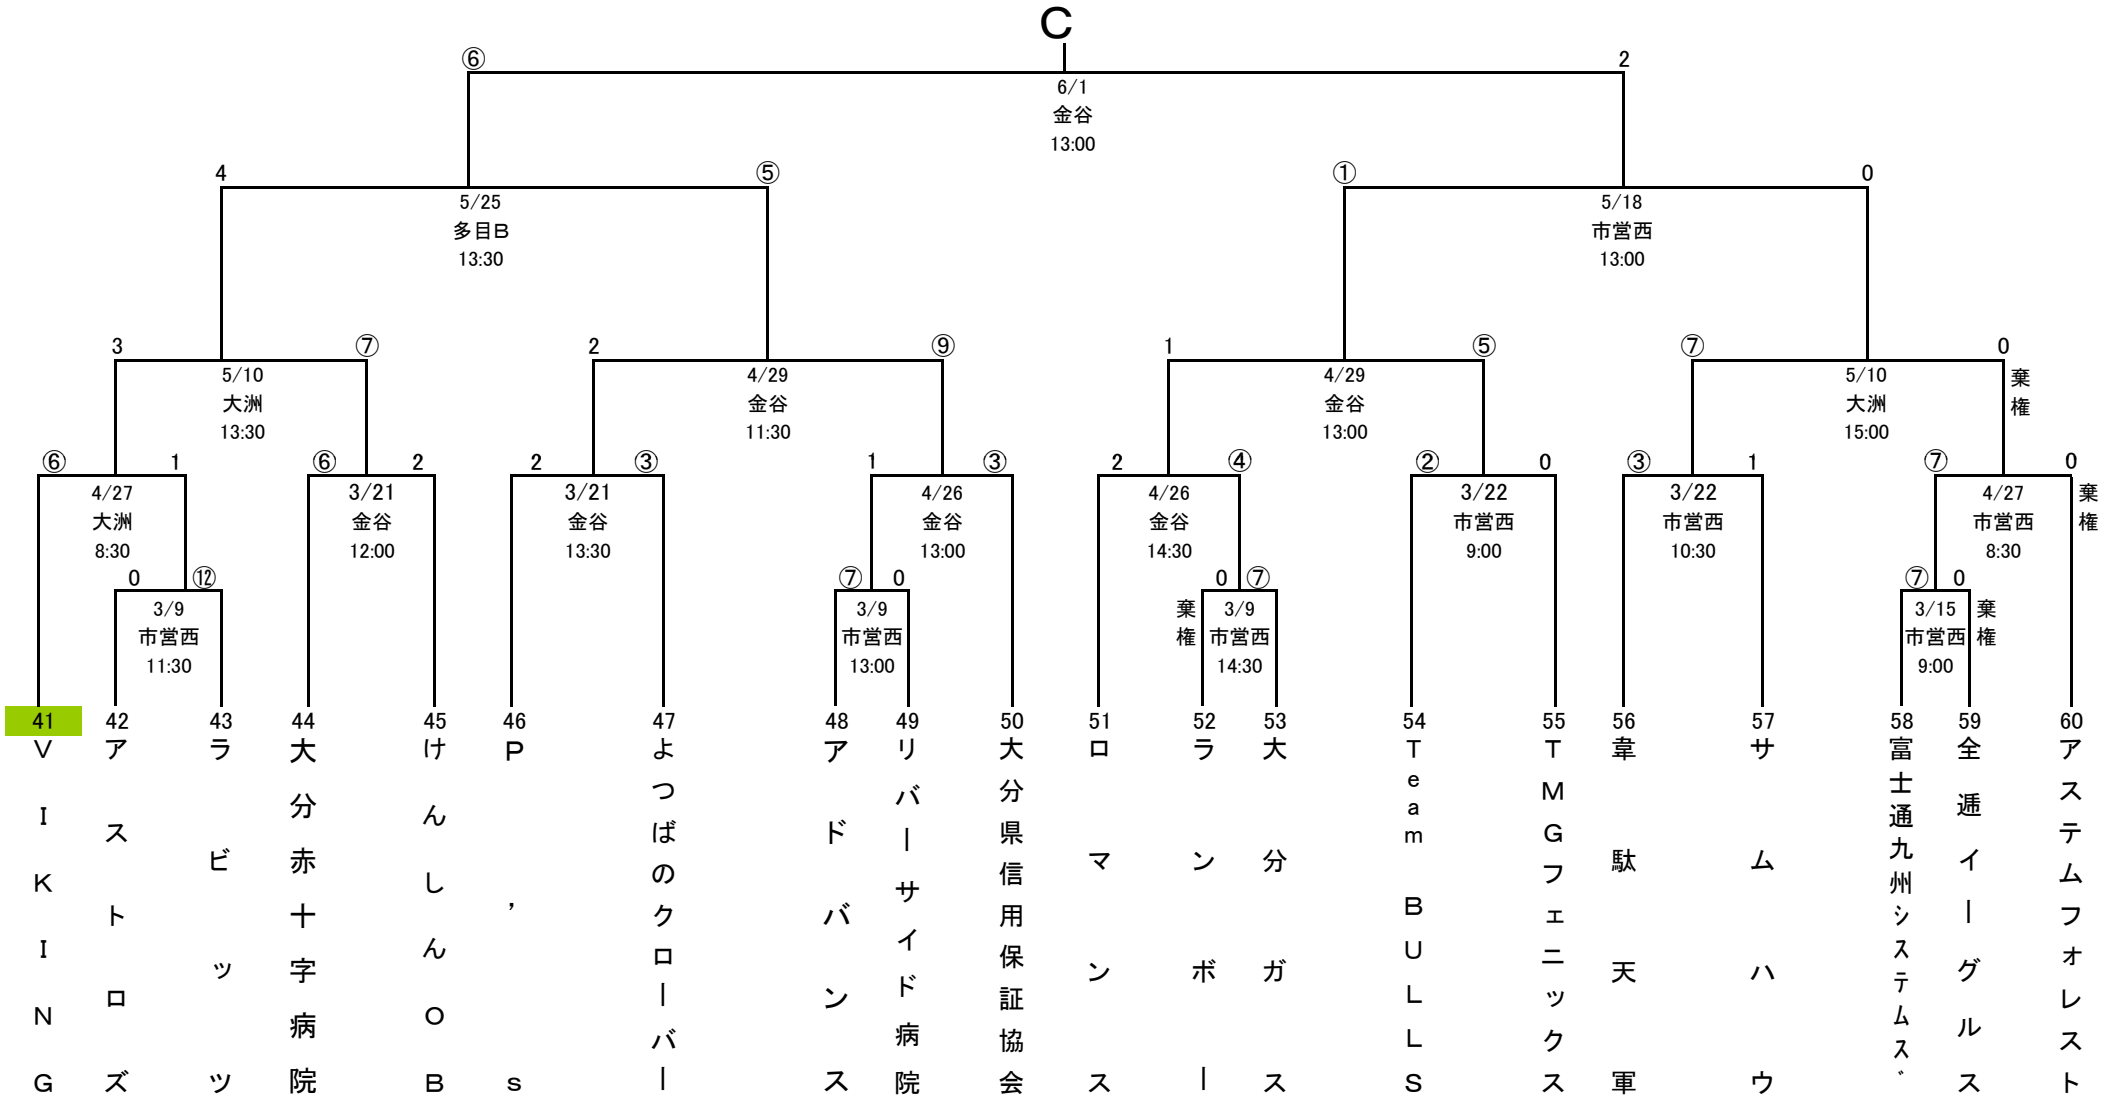 C
⑥ 2
6/1
金谷
13:00
4 ⑤ ① 0
5/25 5/18
多目B 市営西
13:30 13:00
3 ⑦ 2 ⑨ 1 ⑤ ⑦ 0
5/10 4/29 4/29 5/10 棄権
大洲 金谷 金谷 大洲
13:30 11:30 13:00 15:00
⑥ 1 ⑥ 2 2 ③ 1 ③ 2 ④ ② 0 ③ 1 ⑦ 0
4/27 3/21 3/21 4/26 4/26 3/22 3/22 4/27 棄権
大洲 金谷 金谷 金谷 金谷 市営西 市営西 市営西
8:30 12:00 13:30 13:00 14:30 9:00 10:30 8:30
0 ⑫ ⑦ 0 0 ⑦ ⑦ 0
3/9 3/9 棄権 3/9 3/15 棄権
市営西 市営西 市営西 市営西
11:30 13:00 14:30 9:00
41 42 43 44 45 46 47 48 49 50 51 52 53 54 55 56 57 58 59 60
VIKING
アストロズ
ラビッツ
大分赤十字病院
けんしんOB
P’s
よつばのクローバー
アドバンス
リバーサイド病院
大分県信用保証協会
ロマンス
ランボー
大分ガス
Team BULLS
TMGフェニックス
韋駄天軍
サムハウ
富士通九州ｼｽﾃﾑｽﾞ
全逓イーグルス
アステムフォレスト